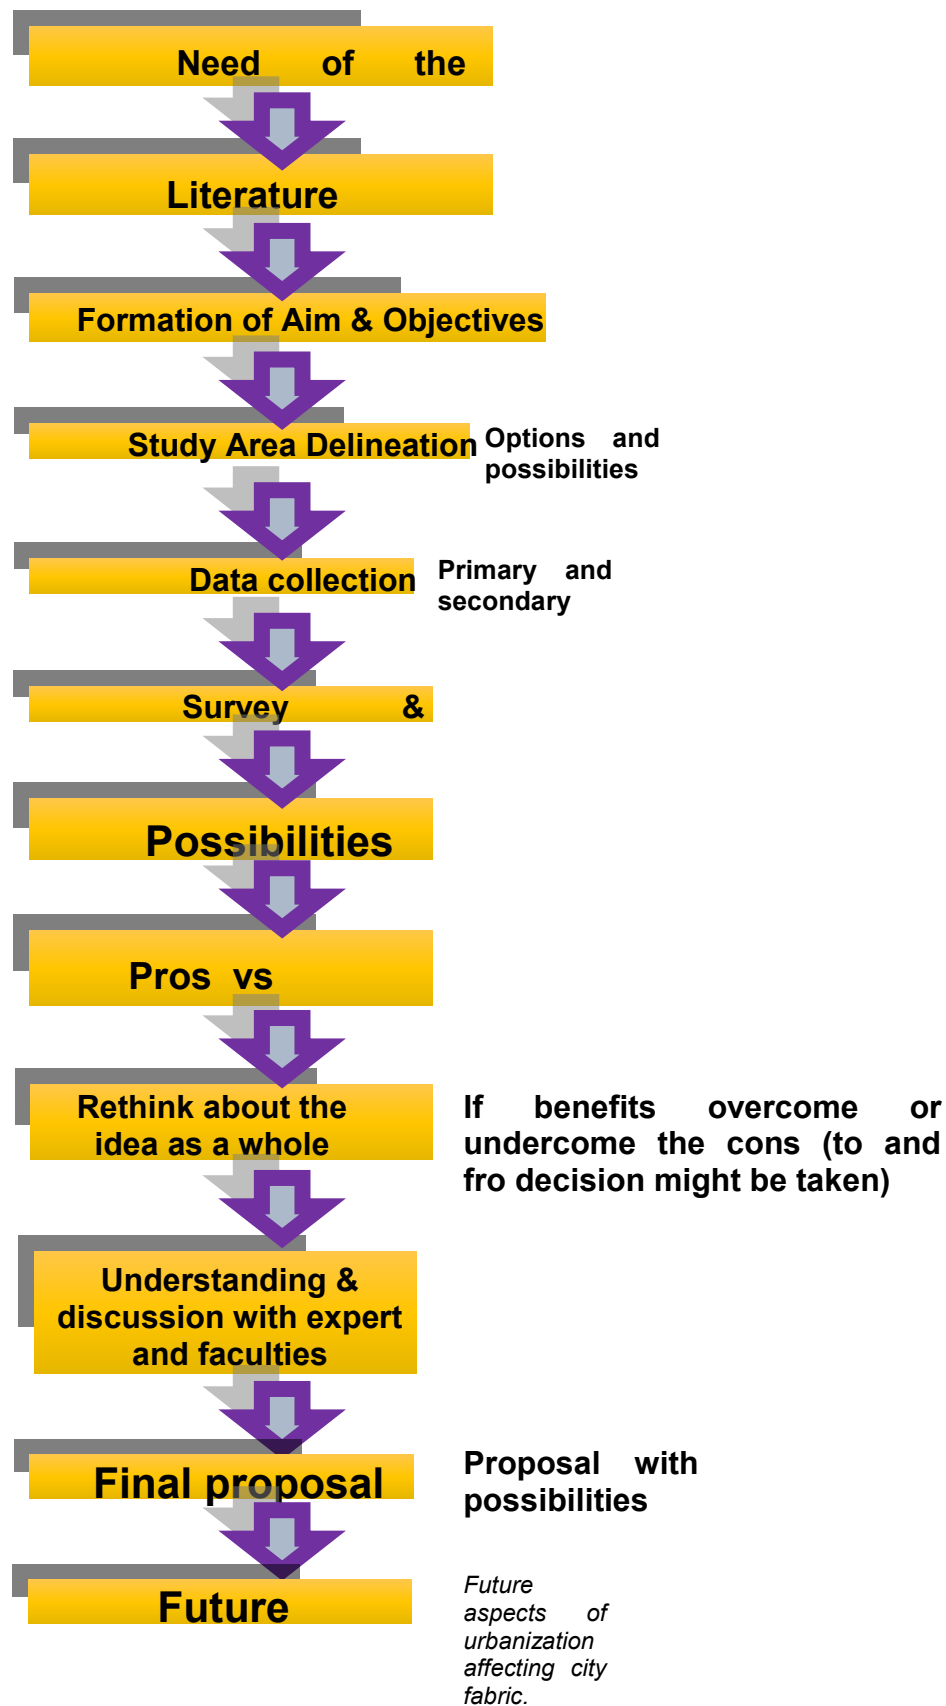 Need of the
Literature
Formation of Aim & Objectives
Study Area Delineation
Options and
possibilities
Data collection
Primary and
secondary
Survey &
Possibilities
Pros vs
Rethink about the
idea as a whole
If benefits overcome or
undercome the cons (to and
fro decision might be taken)
Understanding &
discussion with expert
and faculties
Final proposal
Proposal with
possibilities
Future
Future
aspects of
urbanization
affecting city
fabric.